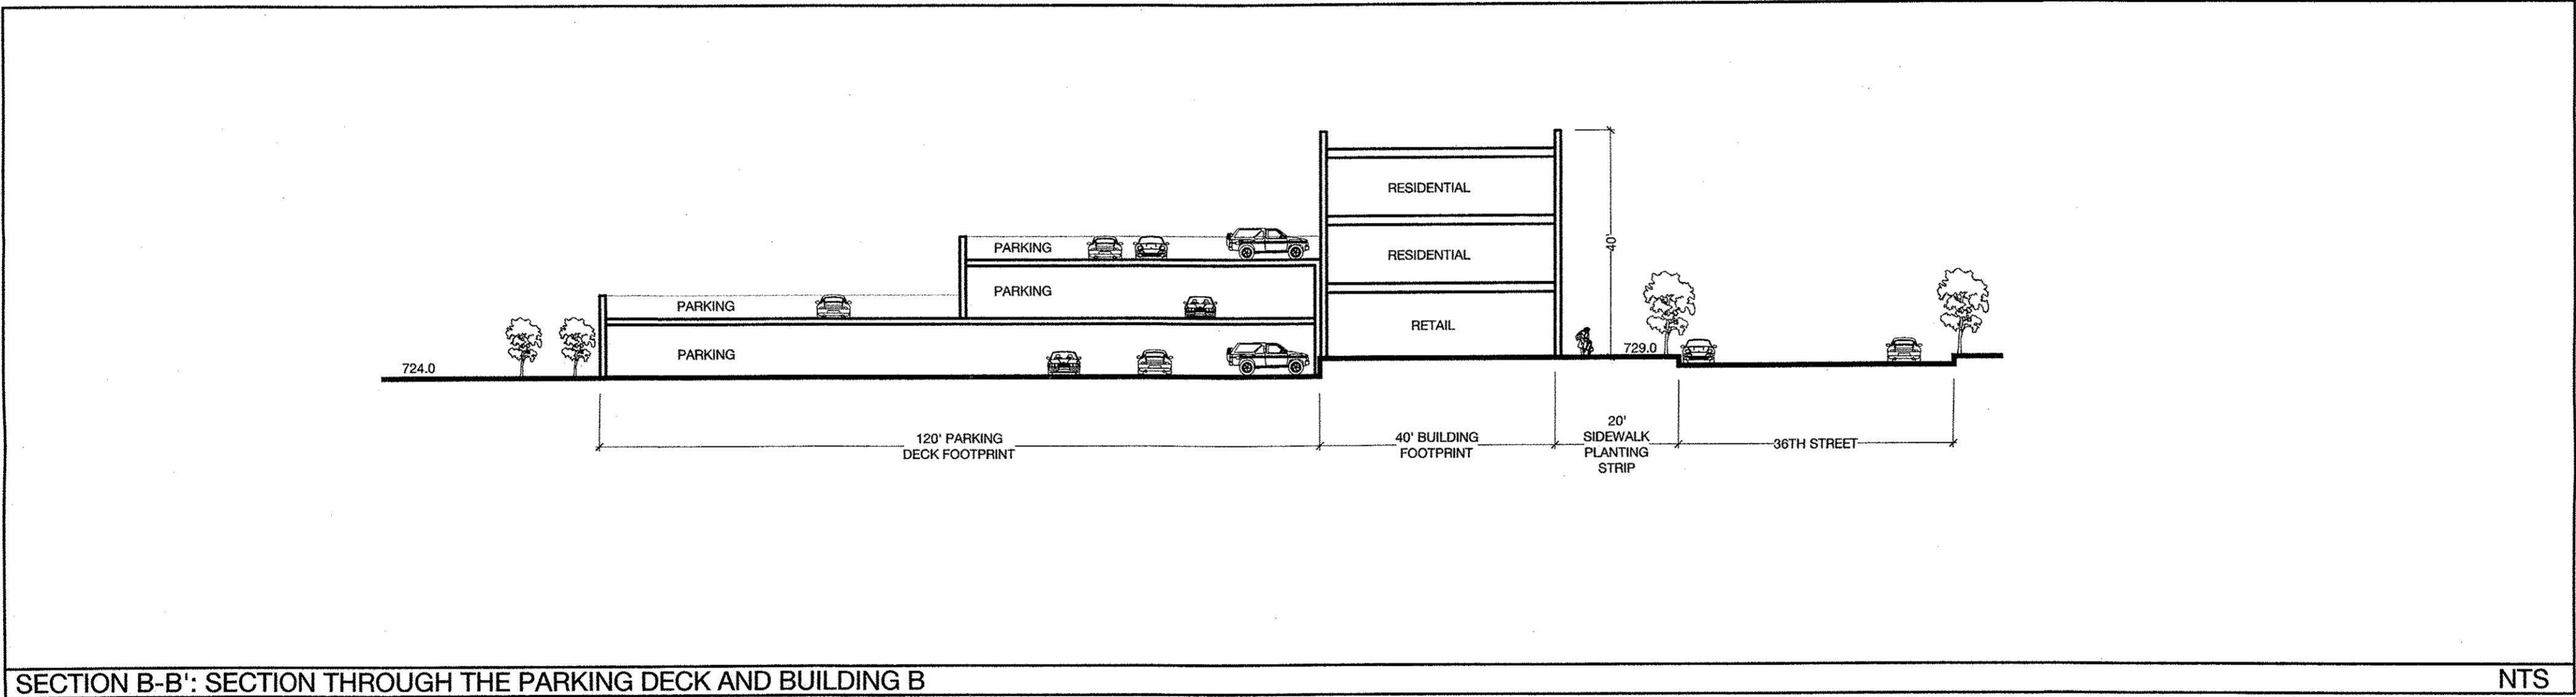 RESIDENTIAL
RESIDENTIAL
RETAIL
PARKING
PARKING
PARKING
PARKING
40'
724.0
729.0
120' PARKING
DECK FOOTPRINT
40' BUILDING
FOOTPRINT
20'
SIDEWALK
PLANTING
STRIP
36TH STREET
SECTION B-B': SECTION THROUGH THE PARKING DECK AND BUILDING B
NTS